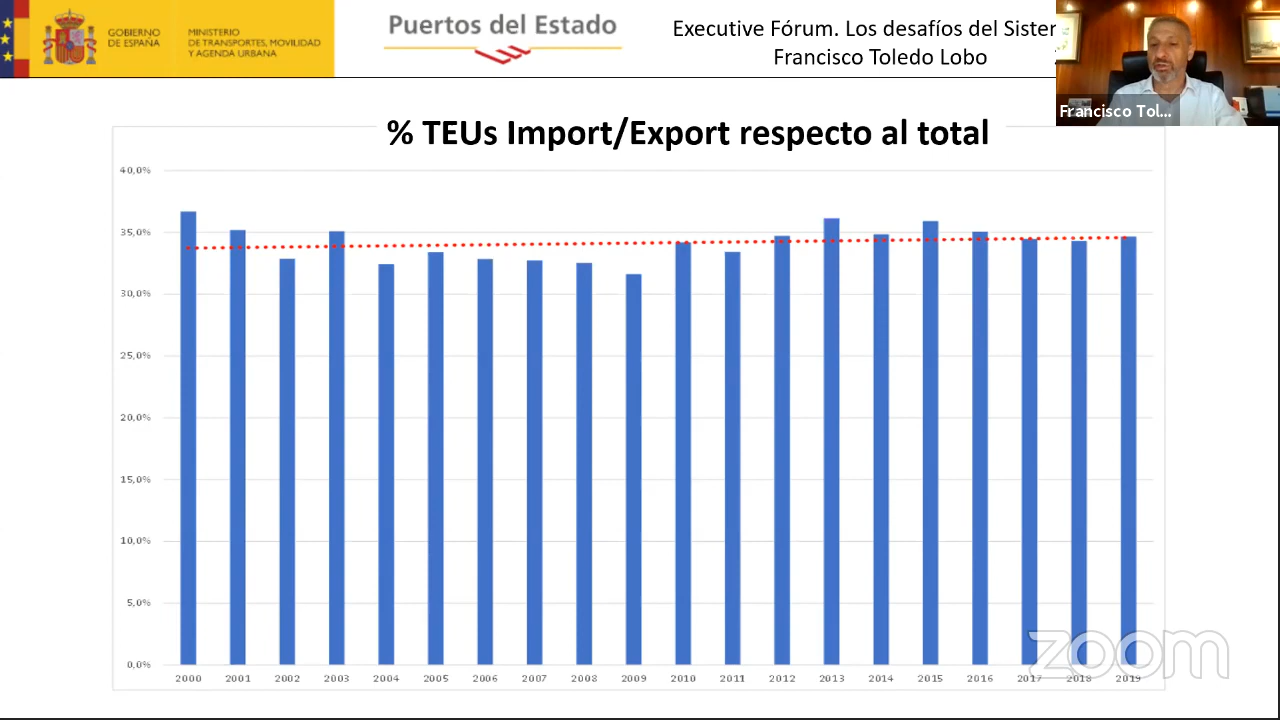 GOBIERNO
DE ESPAÑA
MINISTERIO
DE TRANSPORTES, MOVILIDAD
Y AGENDA URBANA
Puertos del Estado
Executive Fórum. Los desafíos del Sister
Francisco Toledo Lobo
Francisco Tol...
% TEUs Import/Export respecto al total
40,0%
35,0%
30,0%
25,0%
20,0%
15,0%
10,0%
5,0%
0,0%
2000 2001 2002 2003 2004 2005 2006 2007 2008 2009 2010 2011 2012 2013 2014 2015 2016 2017 2018 2019
zoom